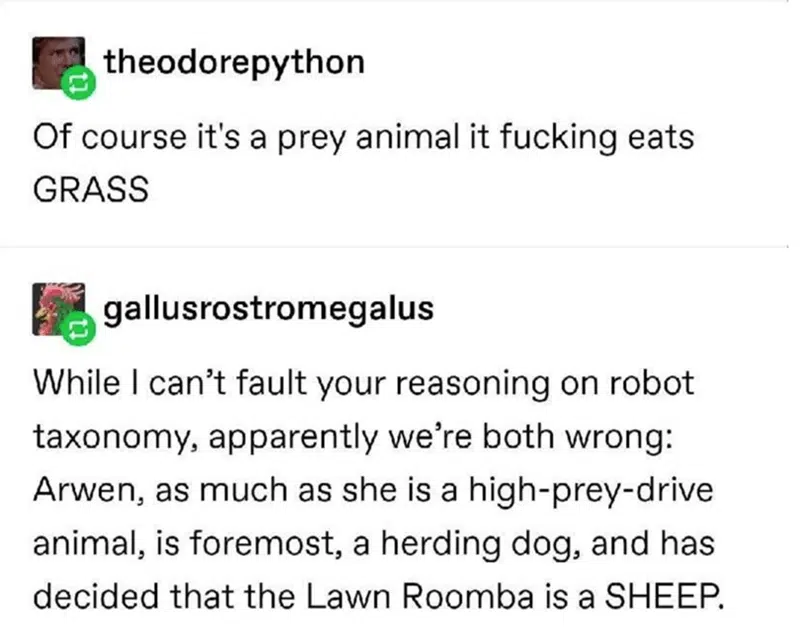 theodorepython
Of course it's a prey animal it fucking eats
GRASS
gallusrostromegalus
While I can’t fault your reasoning on robot
taxonomy, apparently we’re both wrong:
Arwen, as much as she is a high-prey-drive
animal, is foremost, a herding dog, and has
decided that the Lawn Roomba is a SHEEP.